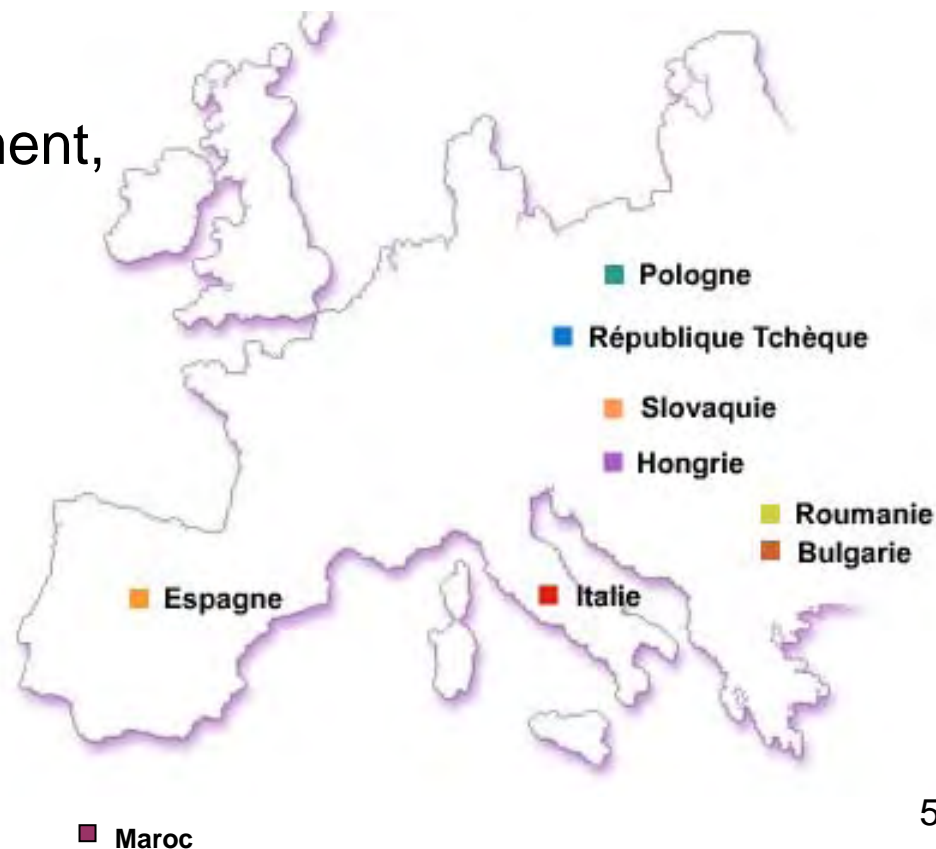 ment,
Pologne
République Tchèque
Slovaquie
Hongrie
Roumanie
Bulgarie
Espagne
Italie
5
Maroc